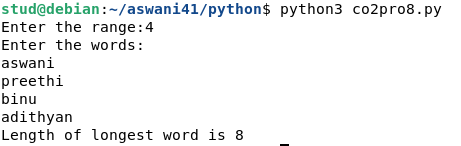 stud@debian:~/aswani41/python$ python3 co2pro8.py
Enter the range:4
Enter the words:
aswani
preethi
binu
adithyan
Length of longest word is 8